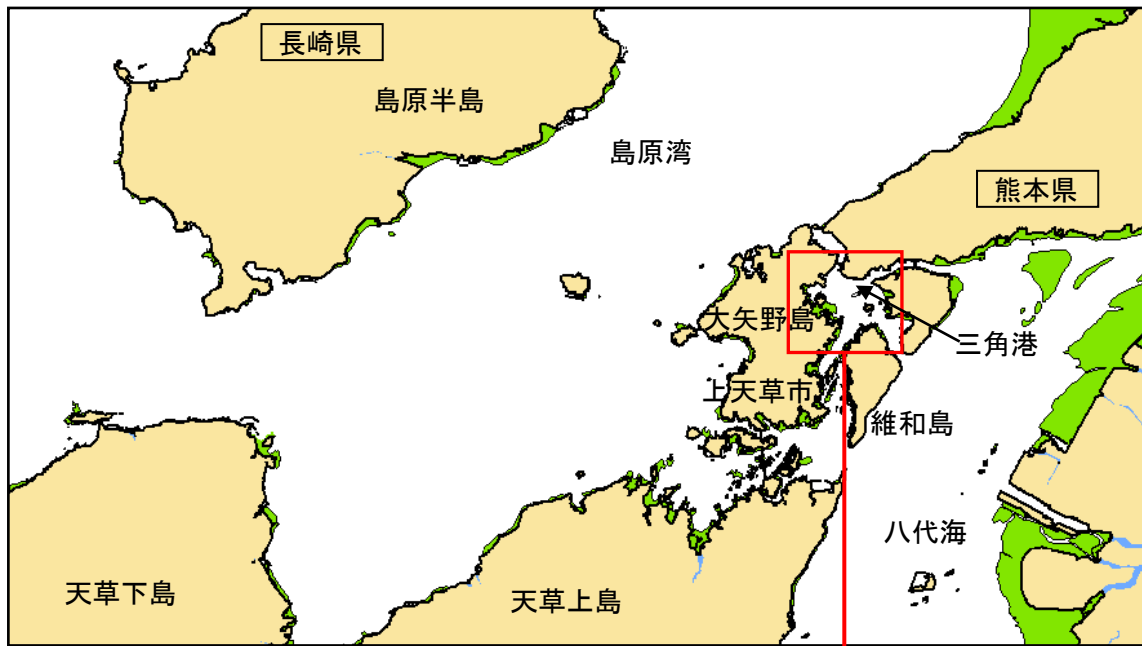 長崎県
島原半島
島原湾
熊本県
大矢野島
三角港
上天草市
維和島
八代海
天草下島
天草上島